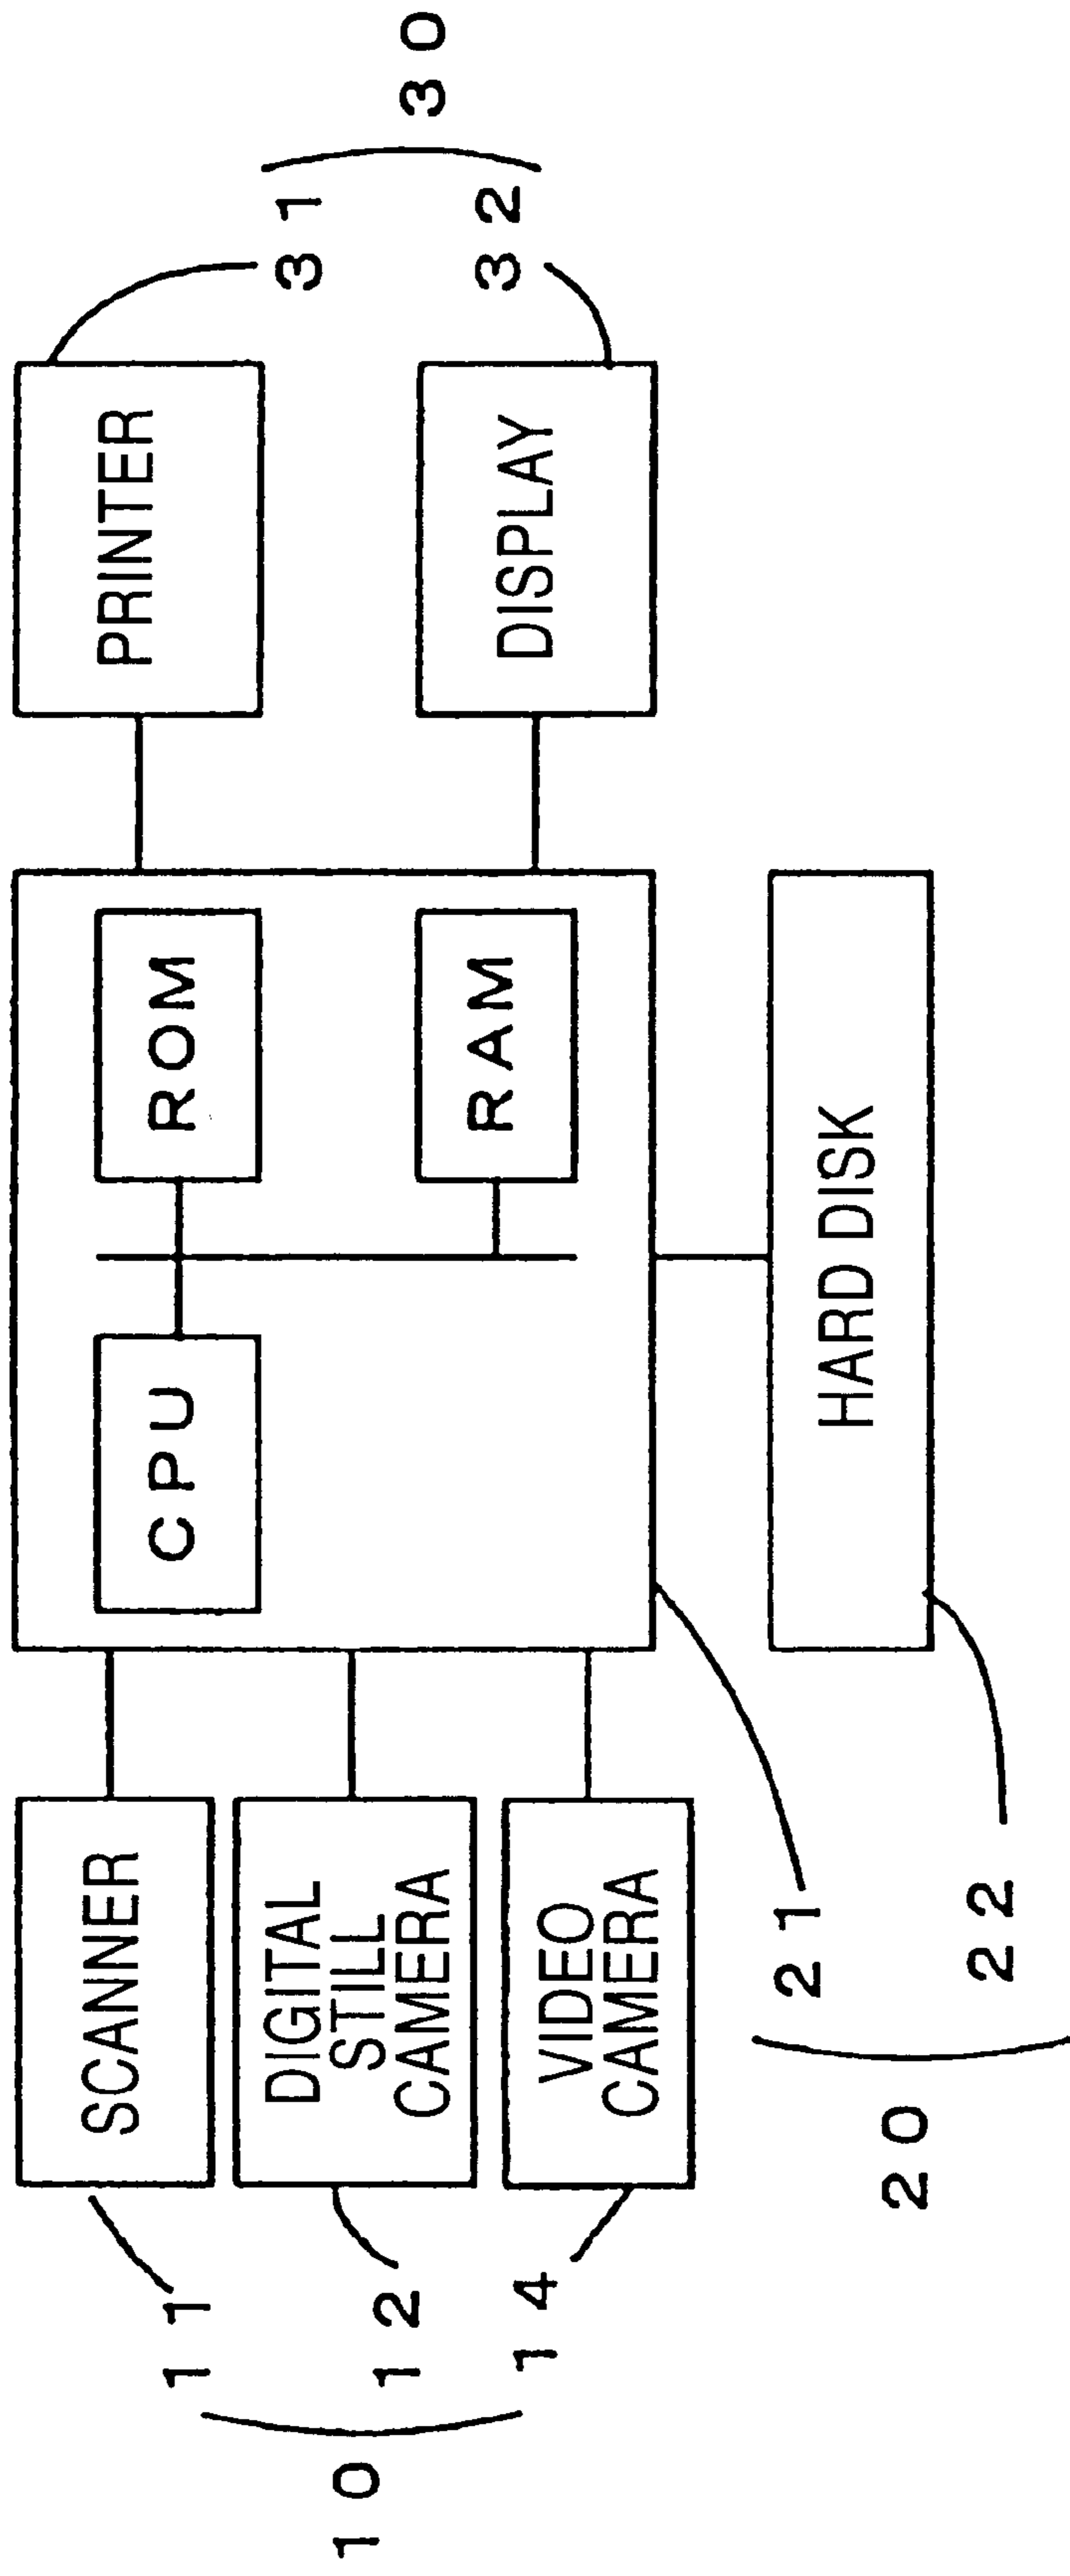 SCANNER
DIGITAL
STILL
CAMERA
VIDEO
CAMERA
CPU
ROM
RAM
HARD DISK
PRINTER
DISPLAY
10
11
12
14
20
21
22
30
31
32